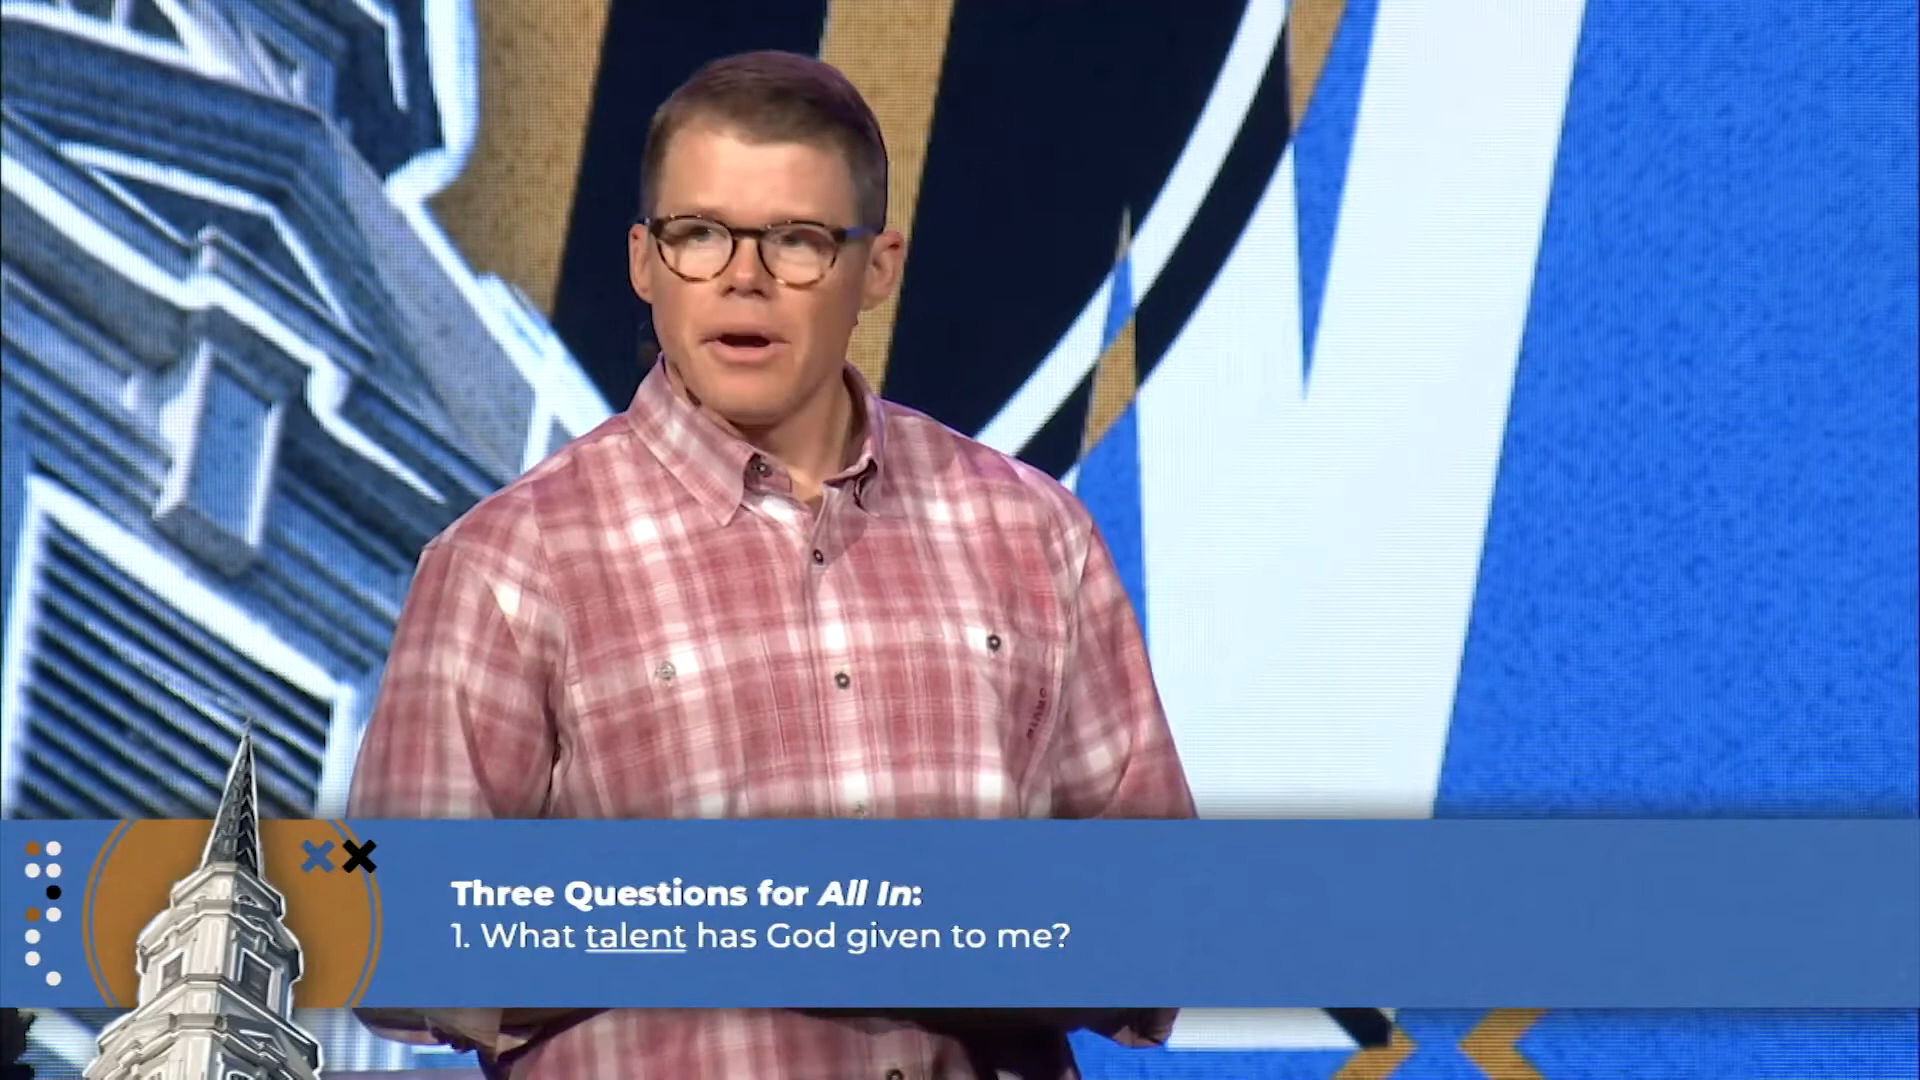 Three Questions for All In:
1. What talent has God given to me?